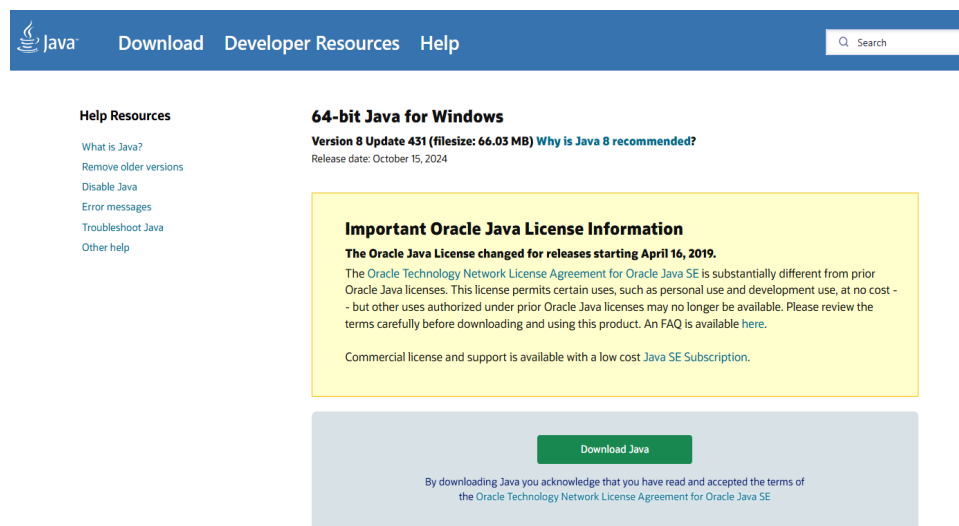 Java
Download Developer Resources Help
Search
Help Resources
What is Java?
Remove older versions
Disable Java
Error messages
Troubleshoot Java
Other help
64-bit Java for Windows
Version 8 Update 431 (filesize: 66.03 MB) Why is Java 8 recommended?
Release date: October 15, 2024
Important Oracle Java License Information
The Oracle Java License changed for releases starting April 16, 2019.
The Oracle Technology Network License Agreement for Oracle Java SE is substantially different from prior
Oracle Java licenses. This license permits certain uses, such as personal use and development use, at no cost -
- but other uses authorized under prior Oracle Java licenses may no longer be available. Please review the
terms carefully before downloading and using this product. An FAQ is available here.
Commercial license and support is available with a low cost Java SE Subscription.
Download Java
By downloading Java you acknowledge that you have read and accepted the terms of
the Oracle Technology Network License Agreement for Oracle Java SE